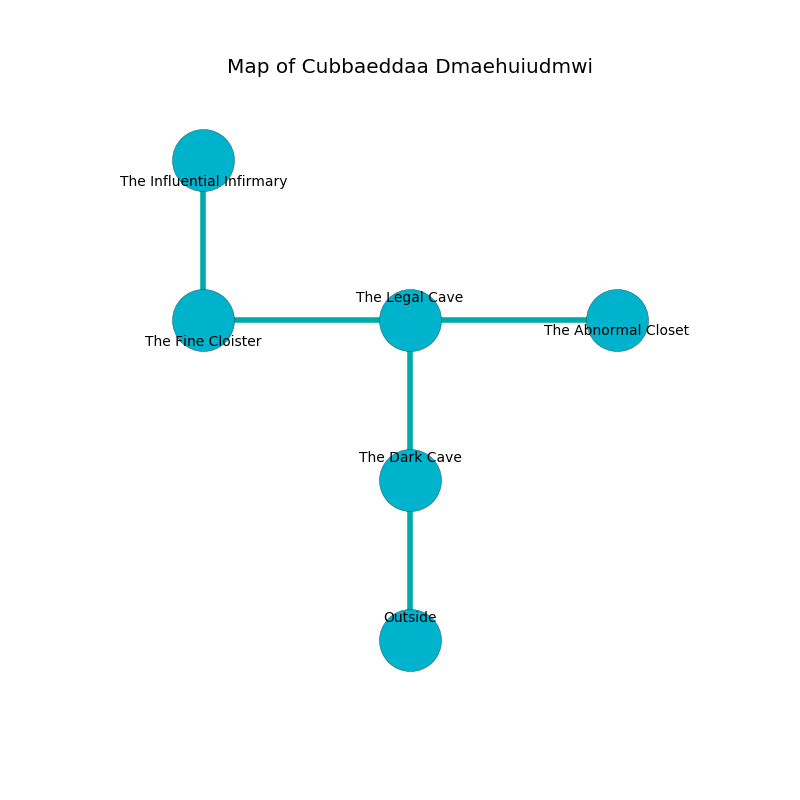 Map of Cubbaeddaa Dmaehuiudmwi
The Influential Infirmary
The Legal Cave
The Abnormal Closet
The Fine Cloister
The Dark Cave
Outside